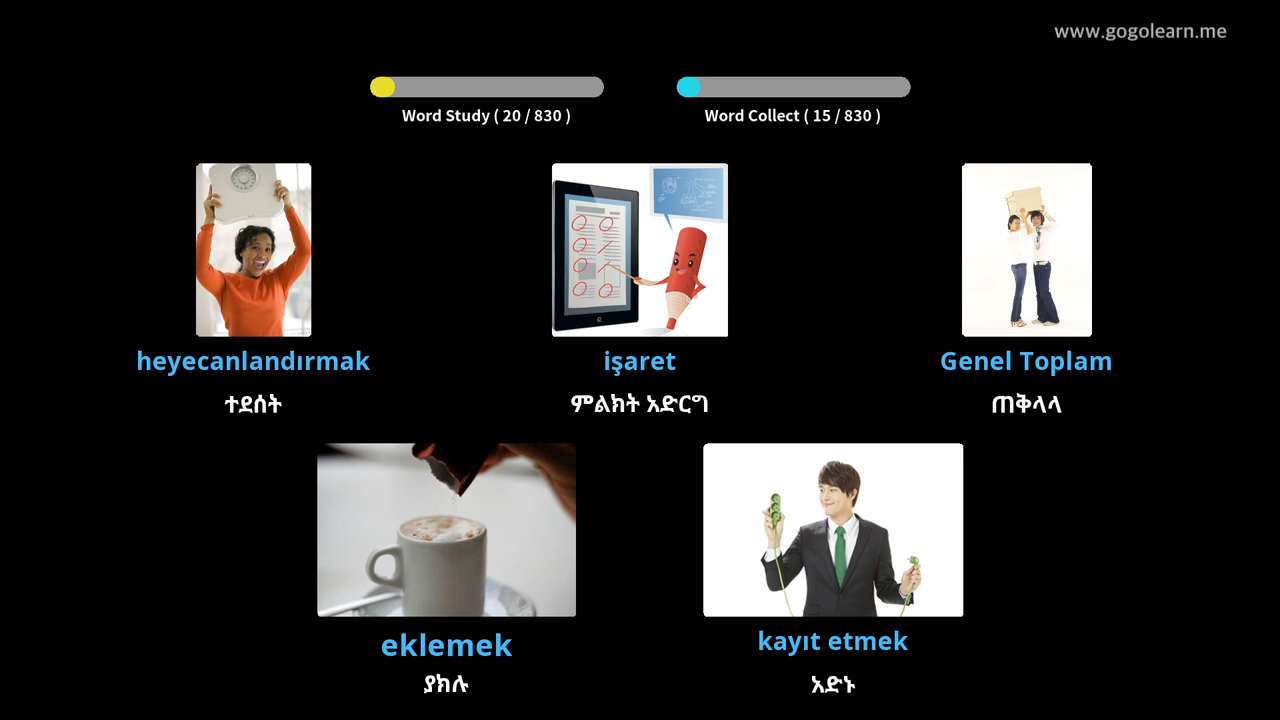 www.gogolearn.me
Word Study ( 20 / 830 )
Word Collect ( 15 / 830 )
heyecanlandırmak
ተደሰት
işaret
ምልክት አድርግ
Genel Toplam
ጠቅላላ
eklemek
ያክሉ
kayıt etmek
አድኑ